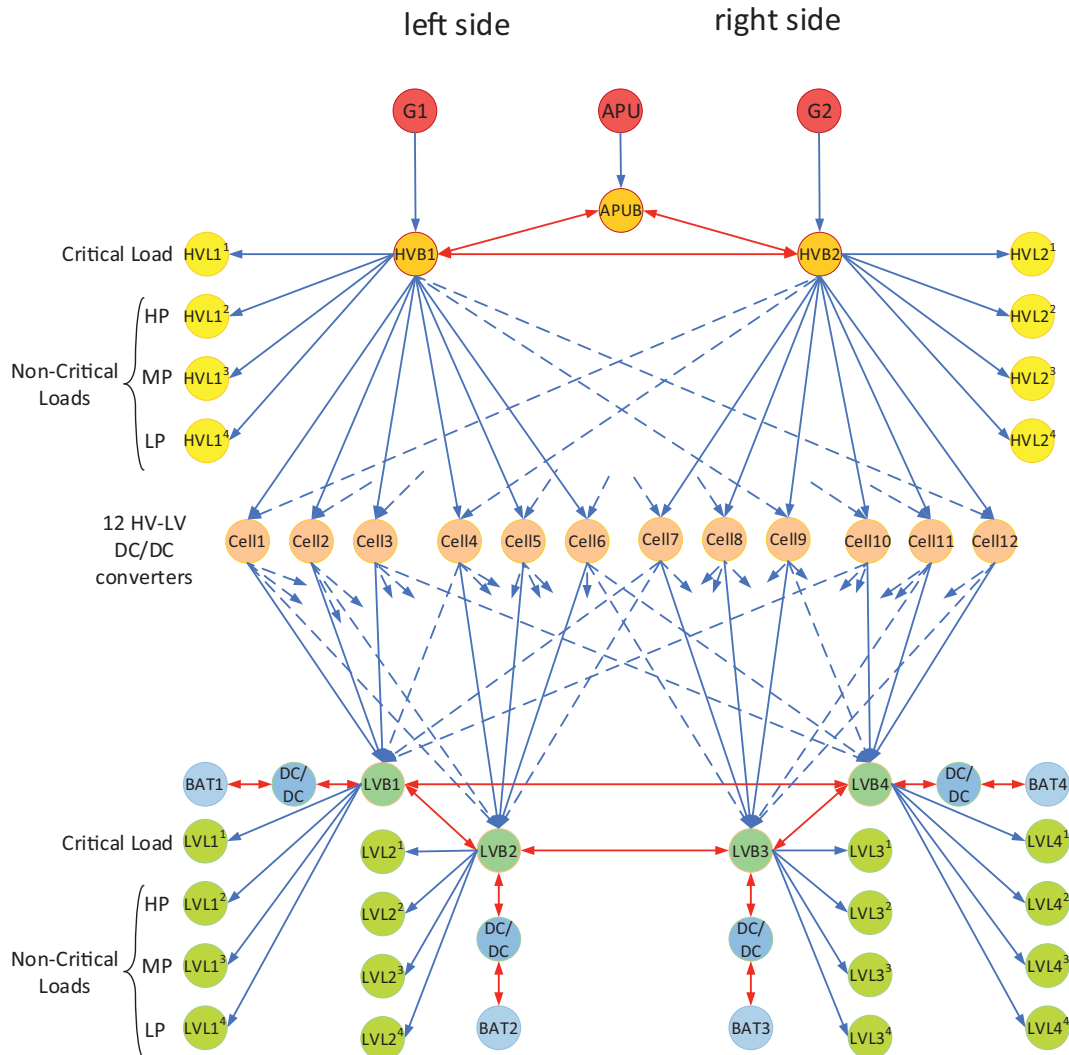 left side
right side
G1
APU
G2
APUB
Critical Load
HVL1¹
HVB1
HVB2
HVL2¹
HP
HVL1²
HVL2²
Non-Critical
Loads
MP
HVL1³
HVL2³
LP
HVL1⁴
HVL2⁴
12 HV-LV
DC/DC
converters
Cell1
Cell2
Cell3
Cell4
Cell5
Cell6
Cell7
Cell8
Cell9
Cell10
Cell11
Cell12
BAT1
DC/
DC
LVB1
LVB4
DC/
DC
BAT4
Critical Load
LVL1¹
LVL2¹
LVB2
LVB3
LVL3¹
LVL4¹
HP
LVL1²
LVL2²
LVL3²
LVL4²
DC/
DC
DC/
DC
Non-Critical
Loads
MP
LVL1³
LVL2³
LVL3³
LVL4³
LP
LVL1⁴
LVL2⁴
BAT2
BAT3
LVL3⁴
LVL4⁴